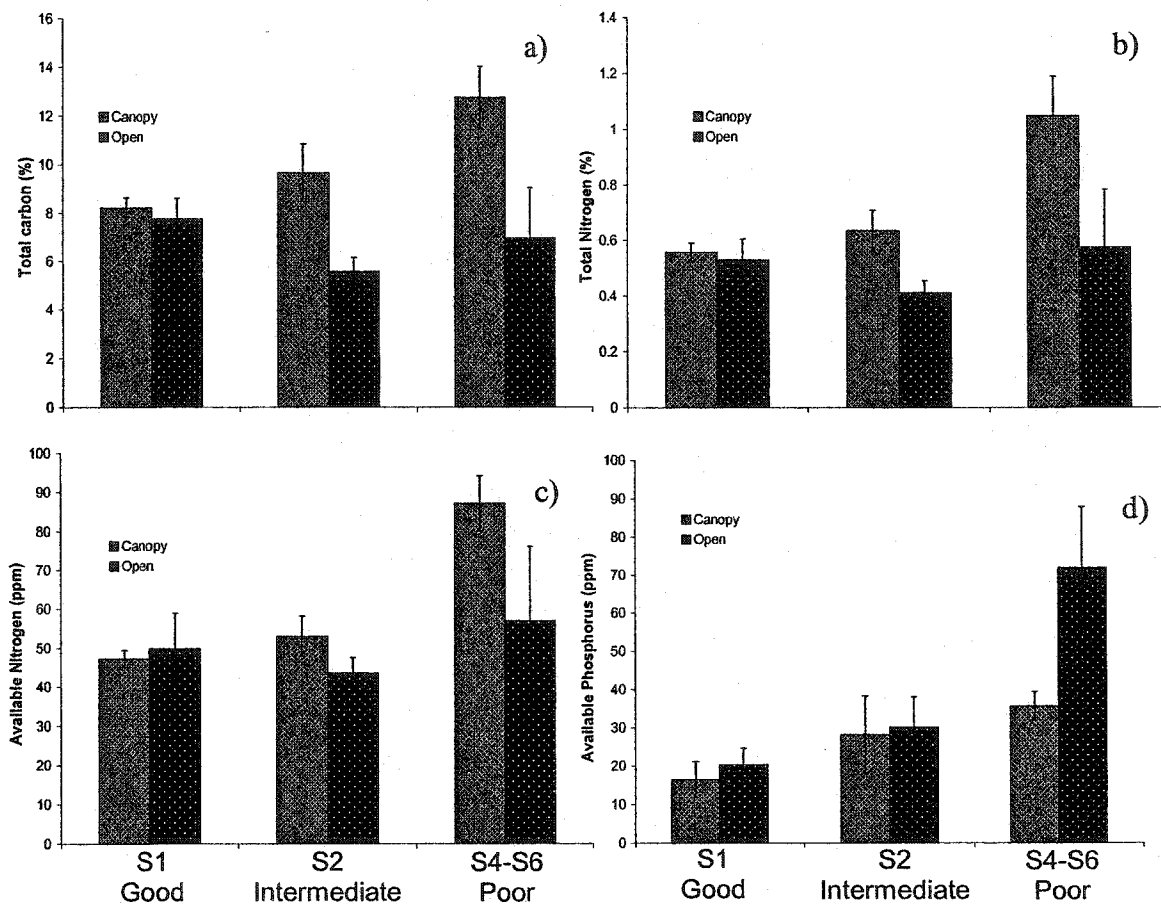 a)
16
14
12
10
8
6
4
2
0
Total carbon (%)
Canopy
Open
b)
1.4
1.2
1
0.8
0.6
0.4
0.2
0
Total Nitrogen (%)
Canopy
Open
c)
100
90
80
70
60
50
40
30
20
10
0
Available Nitrogen (ppm)
Canopy
Open
S1
Good
S2
Intermediate
S4-S6
Poor
d)
100
90
80
70
60
50
40
30
20
10
0
Available Phosphorus (ppm)
Canopy
Open
S1
Good
S2
Intermediate
S4-S6
Poor